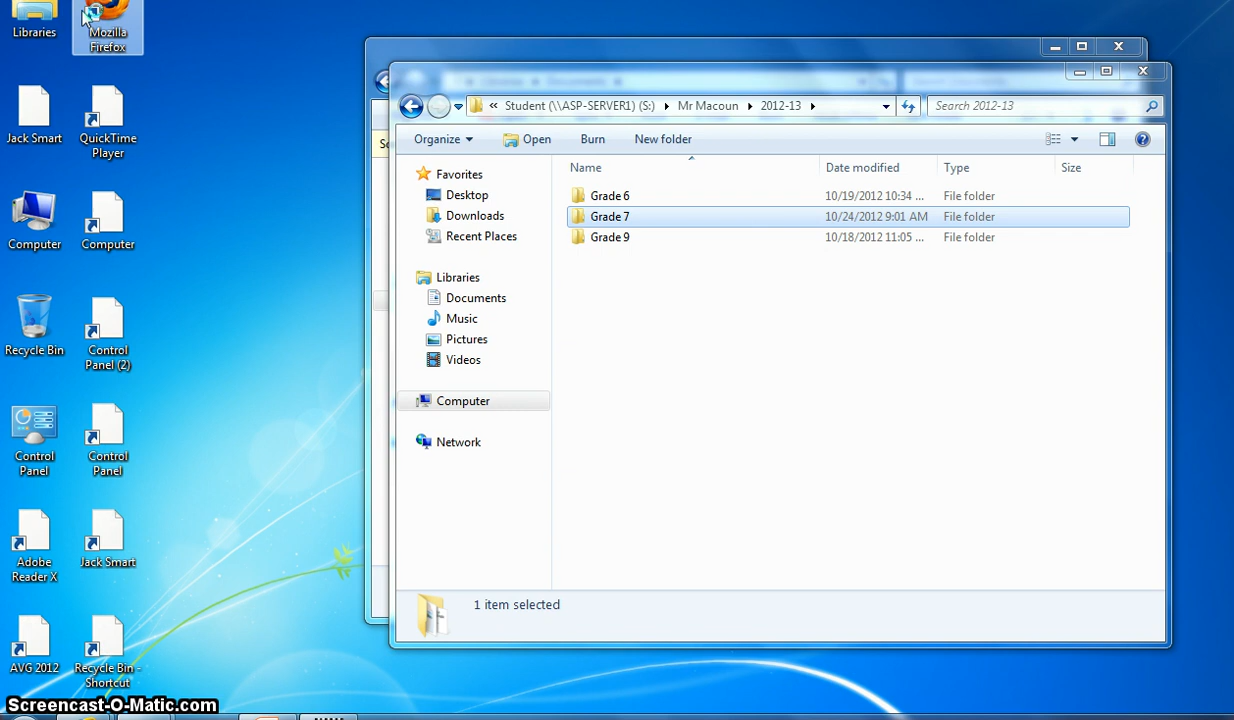 Libraries
Mozilla
Firefox
Jack Smart
QuickTime
Player
Computer
Computer
Recycle Bin
Control
Panel (2)
Control
Panel
Control
Panel
Adobe
Reader X
Jack Smart
AVG 2012
Recycle Bin -
Shortcut
« Student (\\ASP-SERVER1) (S:) Mr Macoun 2012-13
Search 2012-13
Organize Open Burn New folder
Name Date modified Type Size
Grade 6 10/19/2012 10:34 ... File folder
Grade 7 10/24/2012 9:01 AM File folder
Grade 9 10/18/2012 11:05 ... File folder
Favorites
Desktop
Downloads
Recent Places
Libraries
Documents
Music
Pictures
Videos
Computer
Network
1 item selected
Screencast-O-Matic.com